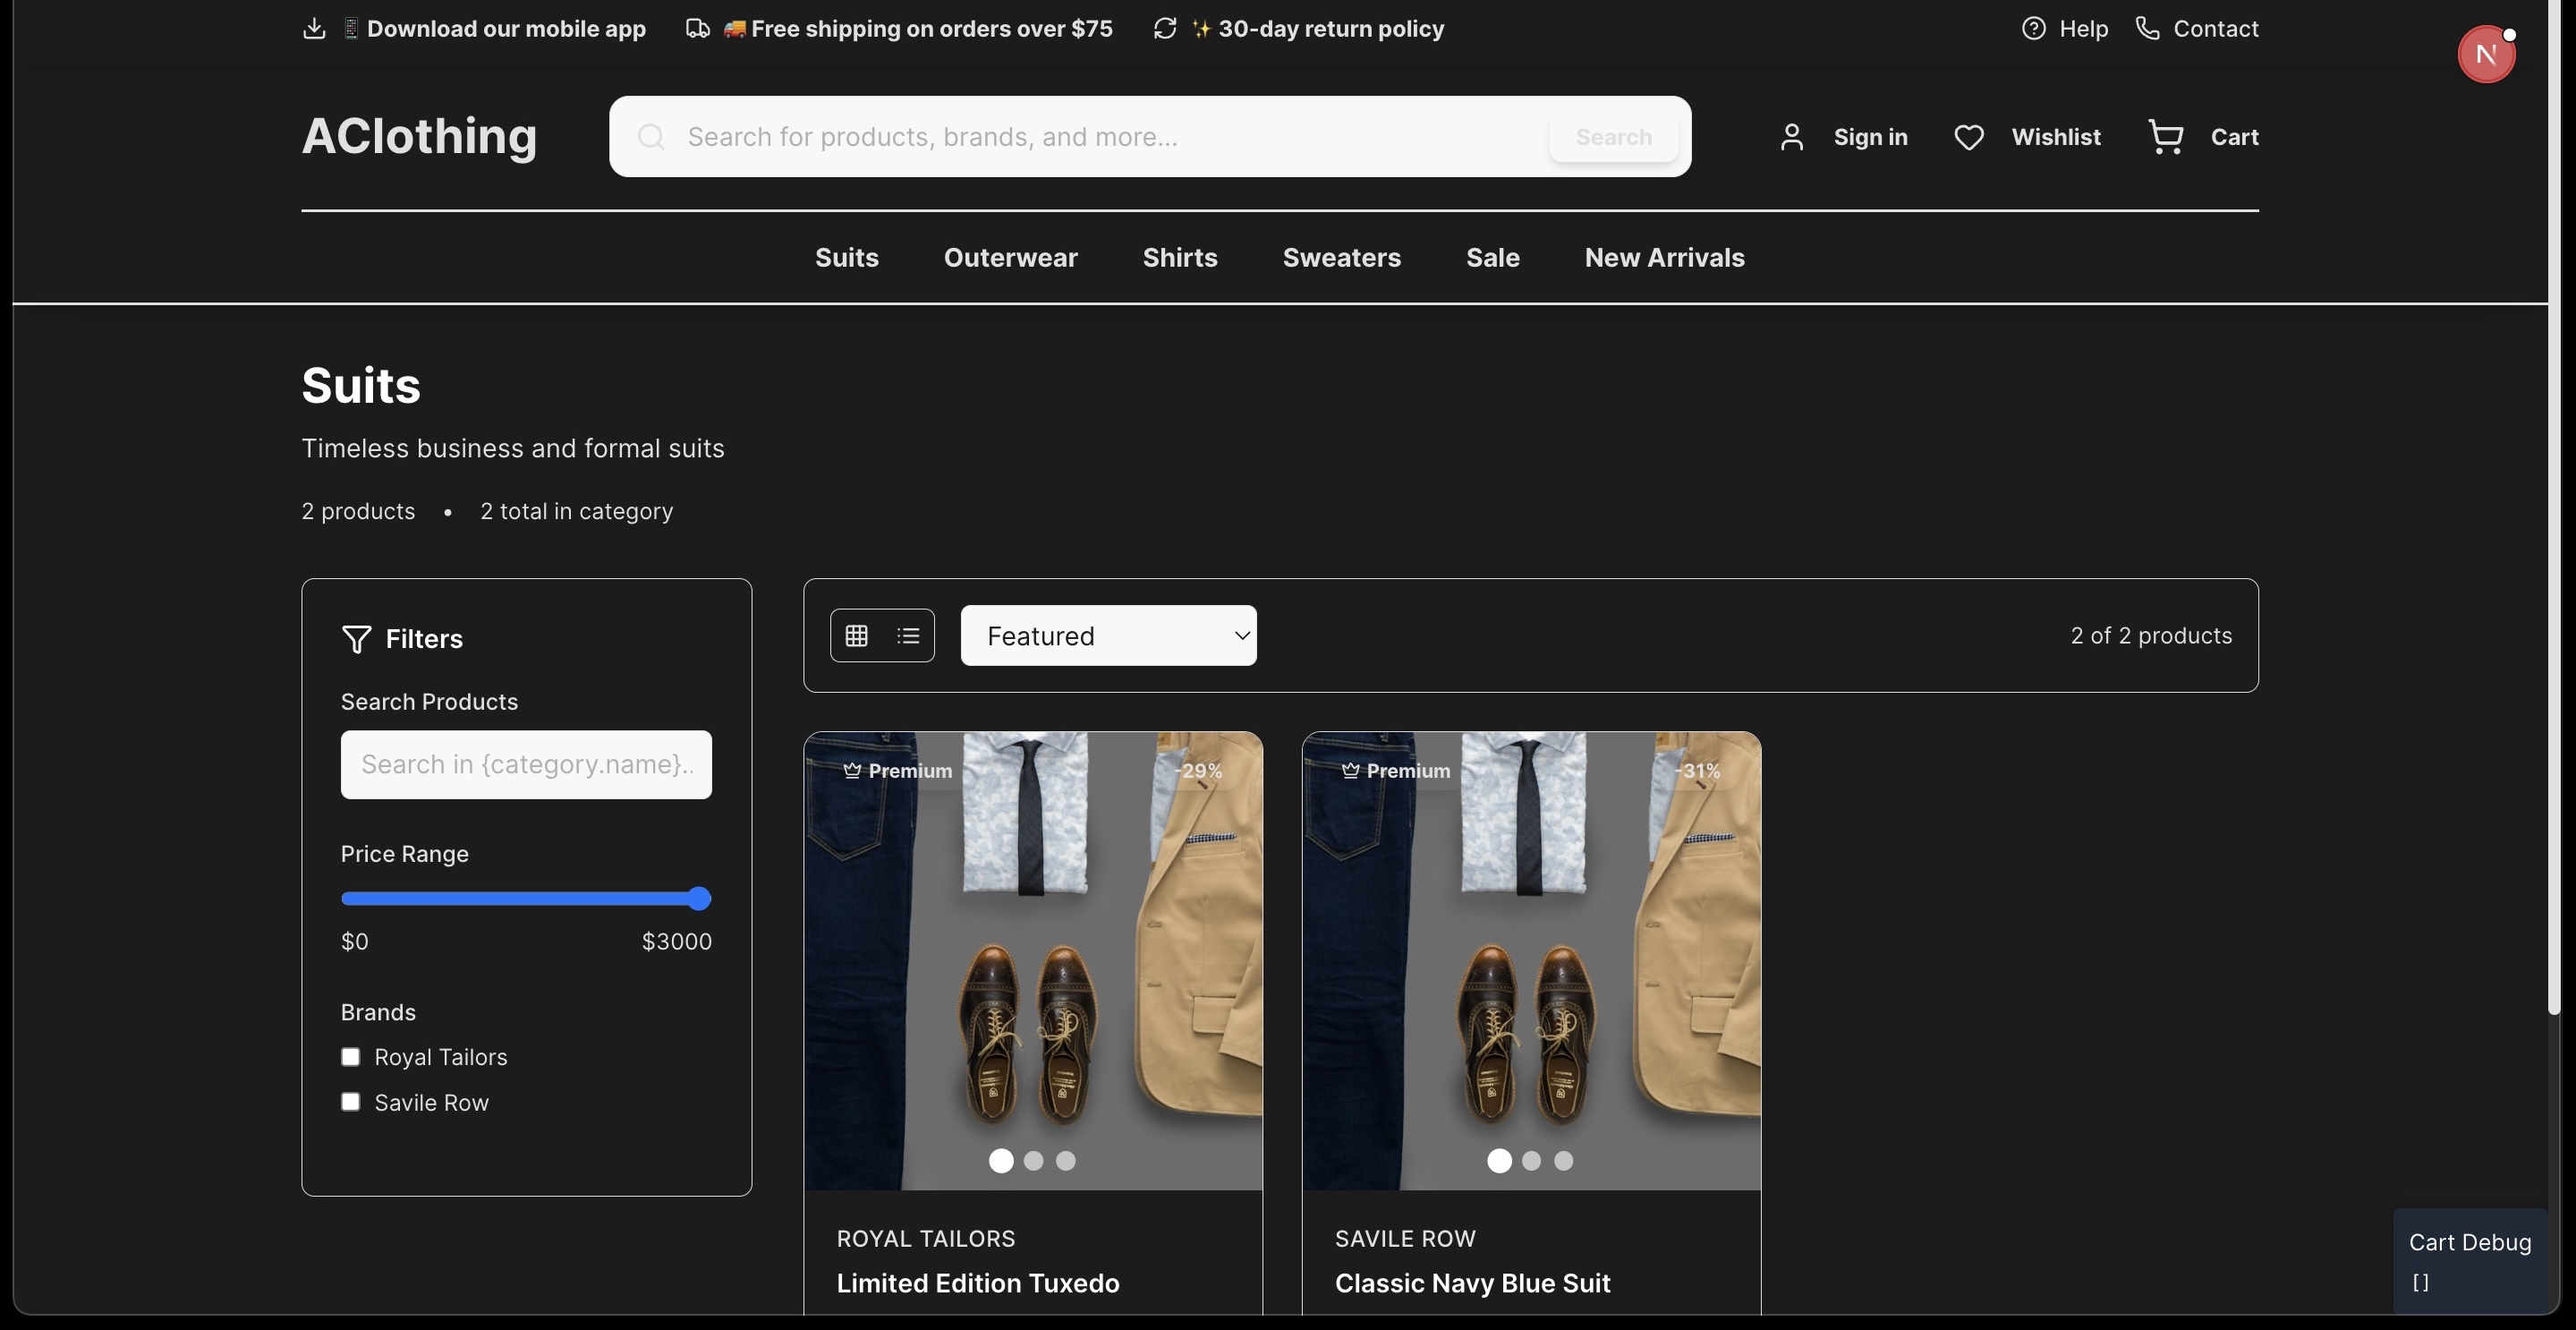 📱 Download our mobile app 🚚 Free shipping on orders over $75 ✨ 30-day return policy Help Contact
N
AClothing Search for products, brands, and more... Search Sign in Wishlist Cart
Suits Outerwear Shirts Sweaters Sale New Arrivals
Suits
Timeless business and formal suits
2 products • 2 total in category
Filters
Search Products
Search in {category.name}..
Price Range
$0 $3000
Brands
Royal Tailors
Savile Row
Featured 2 of 2 products
Premium -29%
ROYAL TAILORS
Limited Edition Tuxedo
Premium -31%
SAVILE ROW
Classic Navy Blue Suit
Cart Debug
[]